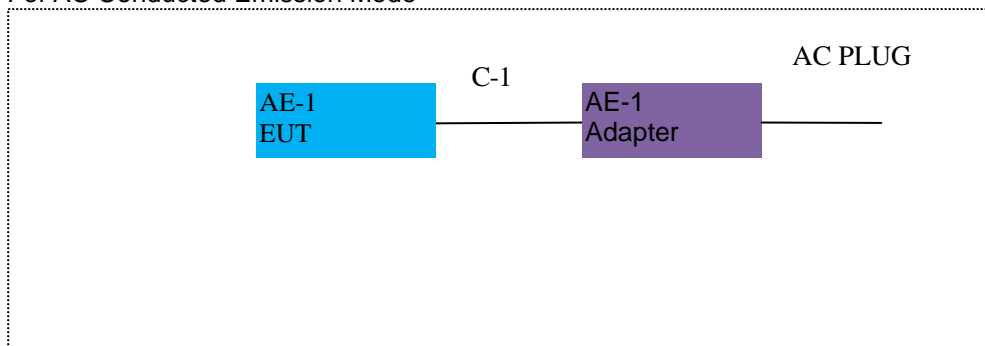 For AC Conducted Emission Mode
AC PLUG
C-1
AE-1
EUT
AE-1
Adapter